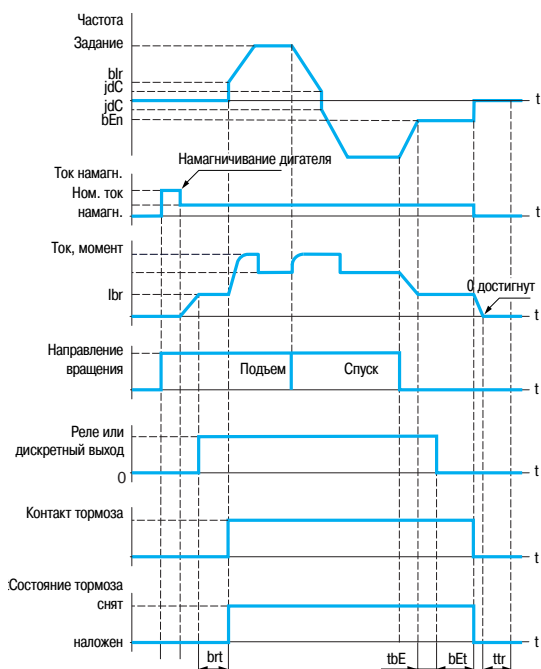 Частота
Задание
bIr
jdC
jdC
bEn
t
Намагничивание дигателя
Ток намагн.
Ном. ток
намагн.
t
Ток, момент
Ibr
0 достигнут
t
Направление
вращения
Подъем
Спуск
t
Реле или
дискретный выход
0
t
Контакт тормоза
t
Состояние тормоза
снят
наложен
t
brt
tbE
bEt
ttr